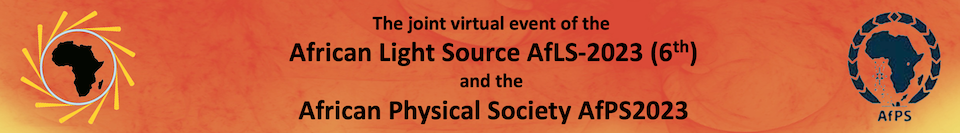 The joint virtual event of the
African Light Source AfLS-2023 (6th)
and the
African Physical Society AfPS2023
AfPS